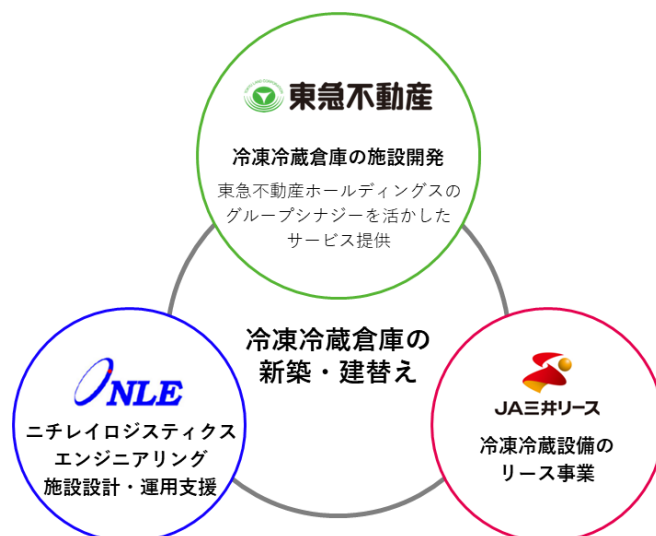 東急不動産
冷凍冷蔵倉庫の施設開発
東急不動産ホールディングスの
グループシナジーを活かした
サービス提供
冷凍冷蔵倉庫の
新築・建替え
NLE
ニチレイロジスティクス
エンジニアリング
施設設計・運用支援
JA三井リース
冷凍冷蔵設備の
リース事業